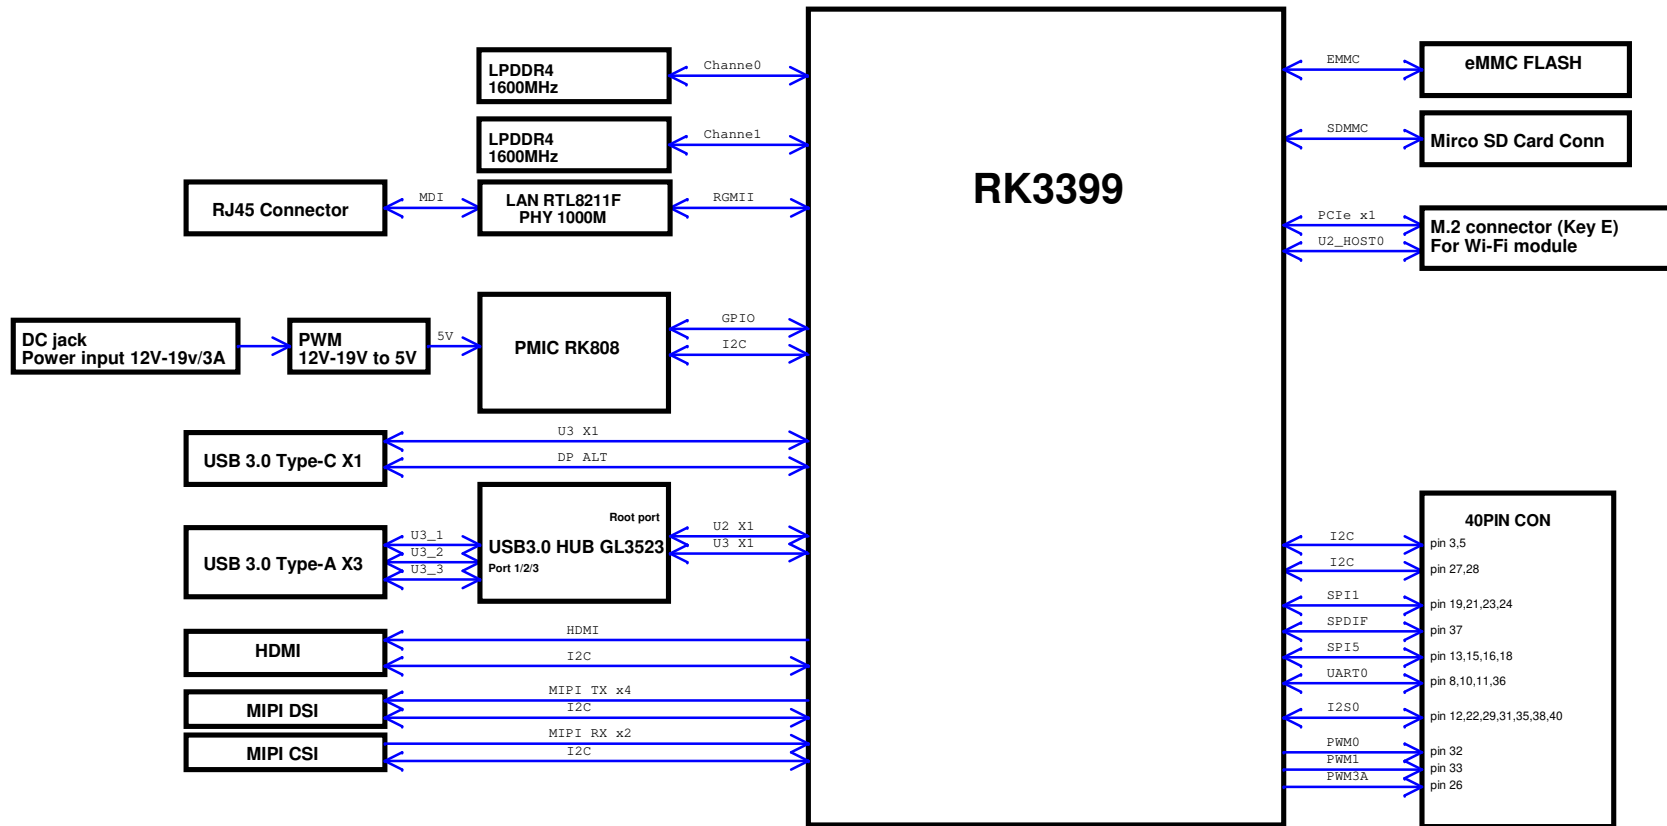 RK3399
LPDDR4
1600MHz
Channe0
LPDDR4
1600MHz
Channe1
RJ45 Connector
MDI
LAN RTL8211F
PHY 1000M
RGMII
DC jack
Power input 12V-19v/3A
PWM
12V-19V to 5V
5V
PMIC RK808
GPIO
I2C
USB 3.0 Type-C X1
U3 X1
DP ALT
USB 3.0 Type-A X3
U3_1
U3_2
U3_3
Root port
USB3.0 HUB GL3523
Port 1/2/3
U2 X1
U3 X1
HDMI
HDMI
I2C
MIPI DSI
MIPI TX x4
I2C
MIPI CSI
MIPI RX x2
I2C
EMMC
eMMC FLASH
SDMMC
Mirco SD Card Conn
PCIe x1
U2_HOST0
M.2 connector (Key E)
For Wi-Fi module
40PIN CON
I2C
pin 3,5
I2C
pin 27,28
SPI1
pin 19,21,23,24
SPDIF
pin 37
SPI5
pin 13,15,16,18
UART0
pin 8,10,11,36
I2S0
pin 12,22,29,31,35,38,40
PWM0
pin 32
PWM1
pin 33
PWM3A
pin 26